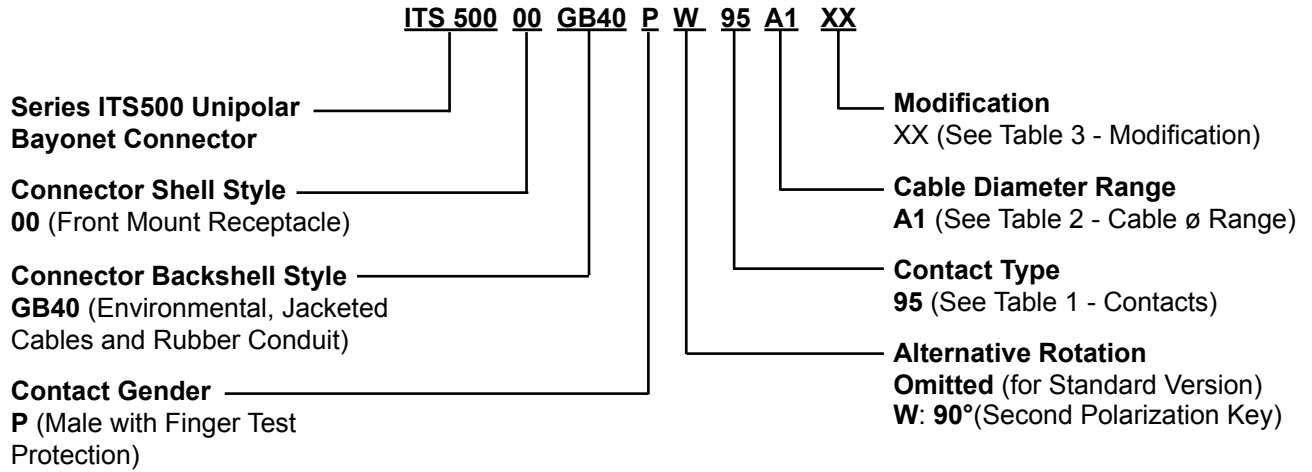 ITS 500 00 GB40 P W 95 A1 XX
Series ITS500 Unipolar
Bayonet Connector
Connector Shell Style
00 (Front Mount Receptacle)
Connector Backshell Style
GB40 (Environmental, Jacketed
Cables and Rubber Conduit)
Contact Gender
P (Male with Finger Test
Protection)
Modification
XX (See Table 3 - Modification)
Cable Diameter Range
A1 (See Table 2 - Cable ø Range)
Contact Type
95 (See Table 1 - Contacts)
Alternative Rotation
Omitted (for Standard Version)
W: 90°(Second Polarization Key)